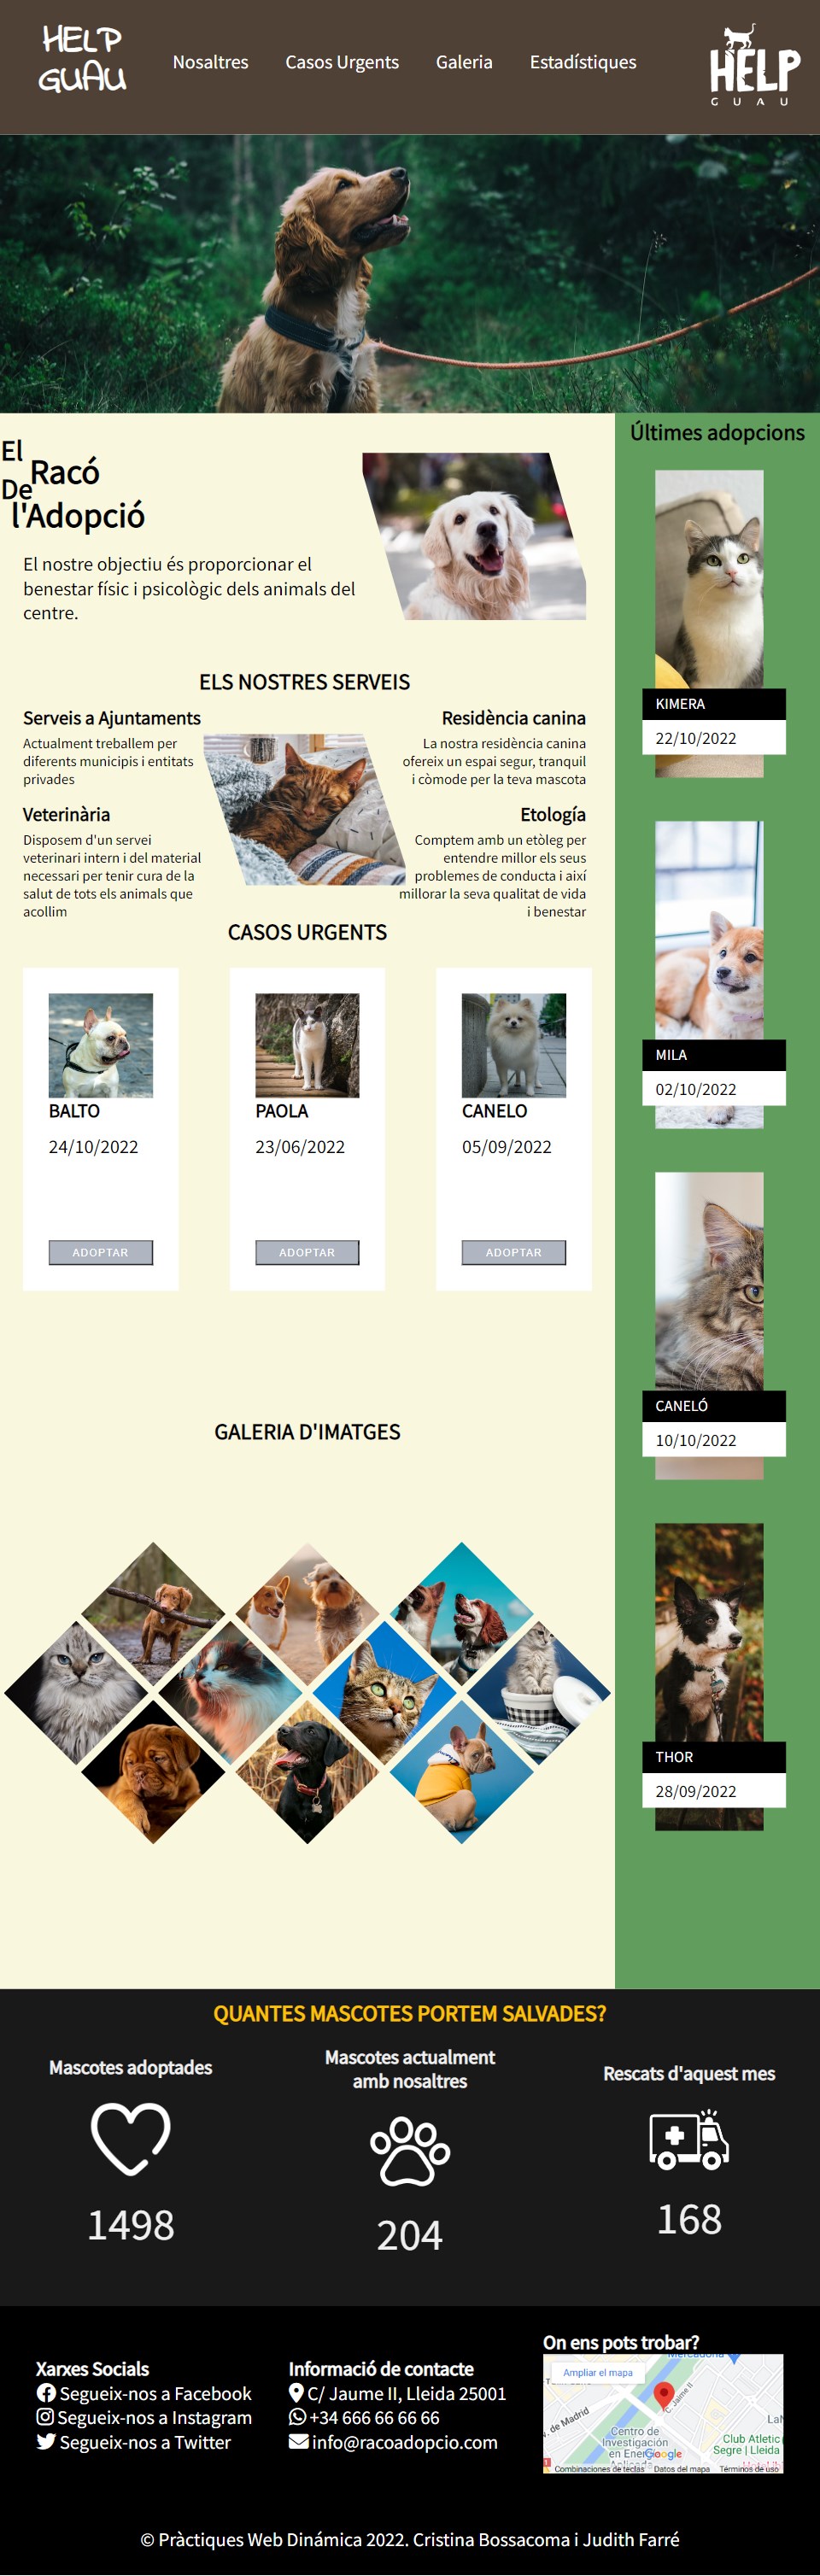 HELP
GUAU
Nosaltres
Casos Urgents
Galeria
Estadístiques
HELP
GUAU
El
Racó
De
l'Adopció
El nostre objectiu és proporcionar el
benestar físic i psicològic dels animals del
centre.
ELS NOSTRES SERVEIS
Serveis a Ajuntaments
Actualment treballem per
diferents municipis i entitats
privades
Veterinària
Disposem d'un servei
veterinari intern i del material
necessari per tenir cura de la
salut de tots els animals que
acollim
Residència canina
La nostra residència canina
ofereix un espai segur, tranquil
i còmode per la teva mascota
Etología
Comptem amb un etòleg per
entendre millor els seus
problemes de conducta i així
millorar la seva qualitat de vida
i benestar
CASOS URGENTS
BALTO
24/10/2022
ADOPTAR
PAOLA
23/06/2022
ADOPTAR
CANELO
05/09/2022
ADOPTAR
GALERIA D'IMATGES
Últimes adopcions
KIMERA
22/10/2022
MILA
02/10/2022
CANELÓ
10/10/2022
THOR
28/09/2022
QUANTES MASCOTES PORTEM SALVADES?
Mascotes adoptades
1498
Mascotes actualment
amb nosaltres
204
Rescats d'aquest mes
168
Xarxes Socials
Segueix-nos a Facebook
Segueix-nos a Instagram
Segueix-nos a Twitter
Informació de contacte
C/ Jaume II, Lleida 25001
+34 666 66 66 66
info@racoadopcio.com
On ens pots trobar?
Ampliar el mapa
C. Jaume II
. de Madrid
Centro de
Investigación
en Ener
Google
Club Atletic
Segre | Lleida
Combinaciones de teclas
Datos del mapa
Términos de uso
© Pràctiques Web Dinámica 2022. Cristina Bossacoma i Judith Farré